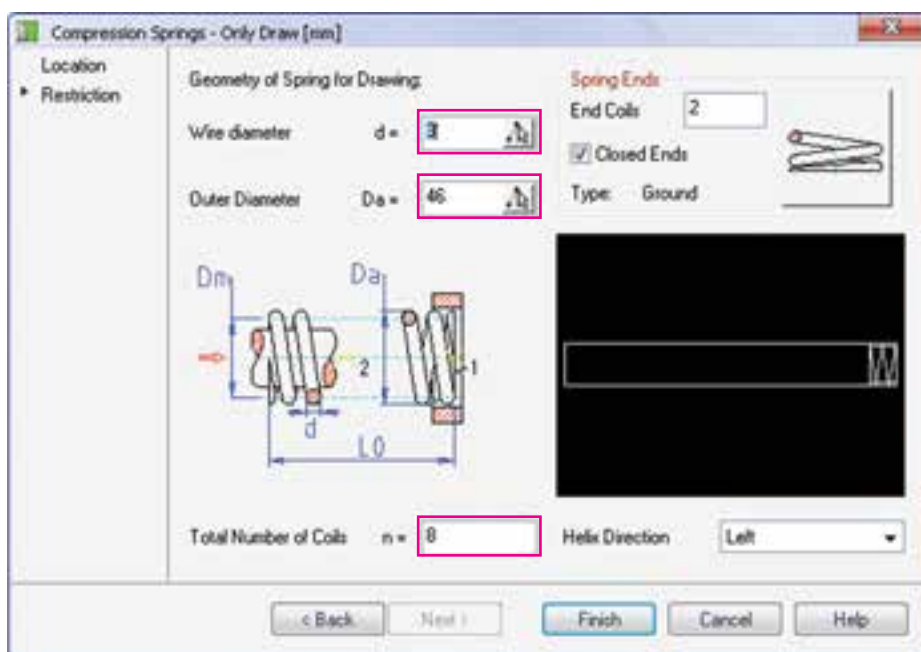 Compression Springs - Only Draw [mm]
Location
Restriction
Geometry of Spring for Drawing:
Wire diameter d = 3
Outer Diameter Da = 46
Spring Ends
End Coils 2
Closed Ends
Type: Ground
Dm
Da
2
1
d
L0
Total Number of Coils n = 8
Helix Direction Left
< Back
Next >
Finish
Cancel
Help